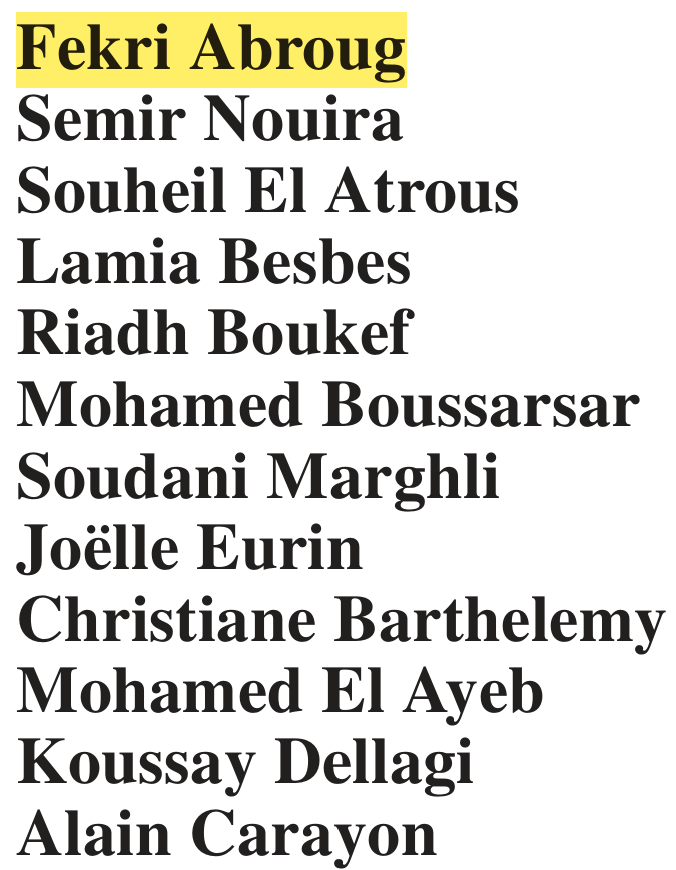 Fekri Abroug
Semir Nouira
Souheil El Atrous
Lamia Besbes
Riadh Boukef
Mohamed Boussarsar
Soudani Marghli
Joëlle Eurin
Christiane Barthelemy
Mohamed El Ayeb
Koussay Dellagi
Alain Carayon